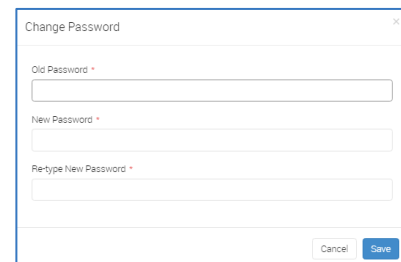 Change Password ×
Old Password *
New Password *
Re-type New Password *
Cancel Save